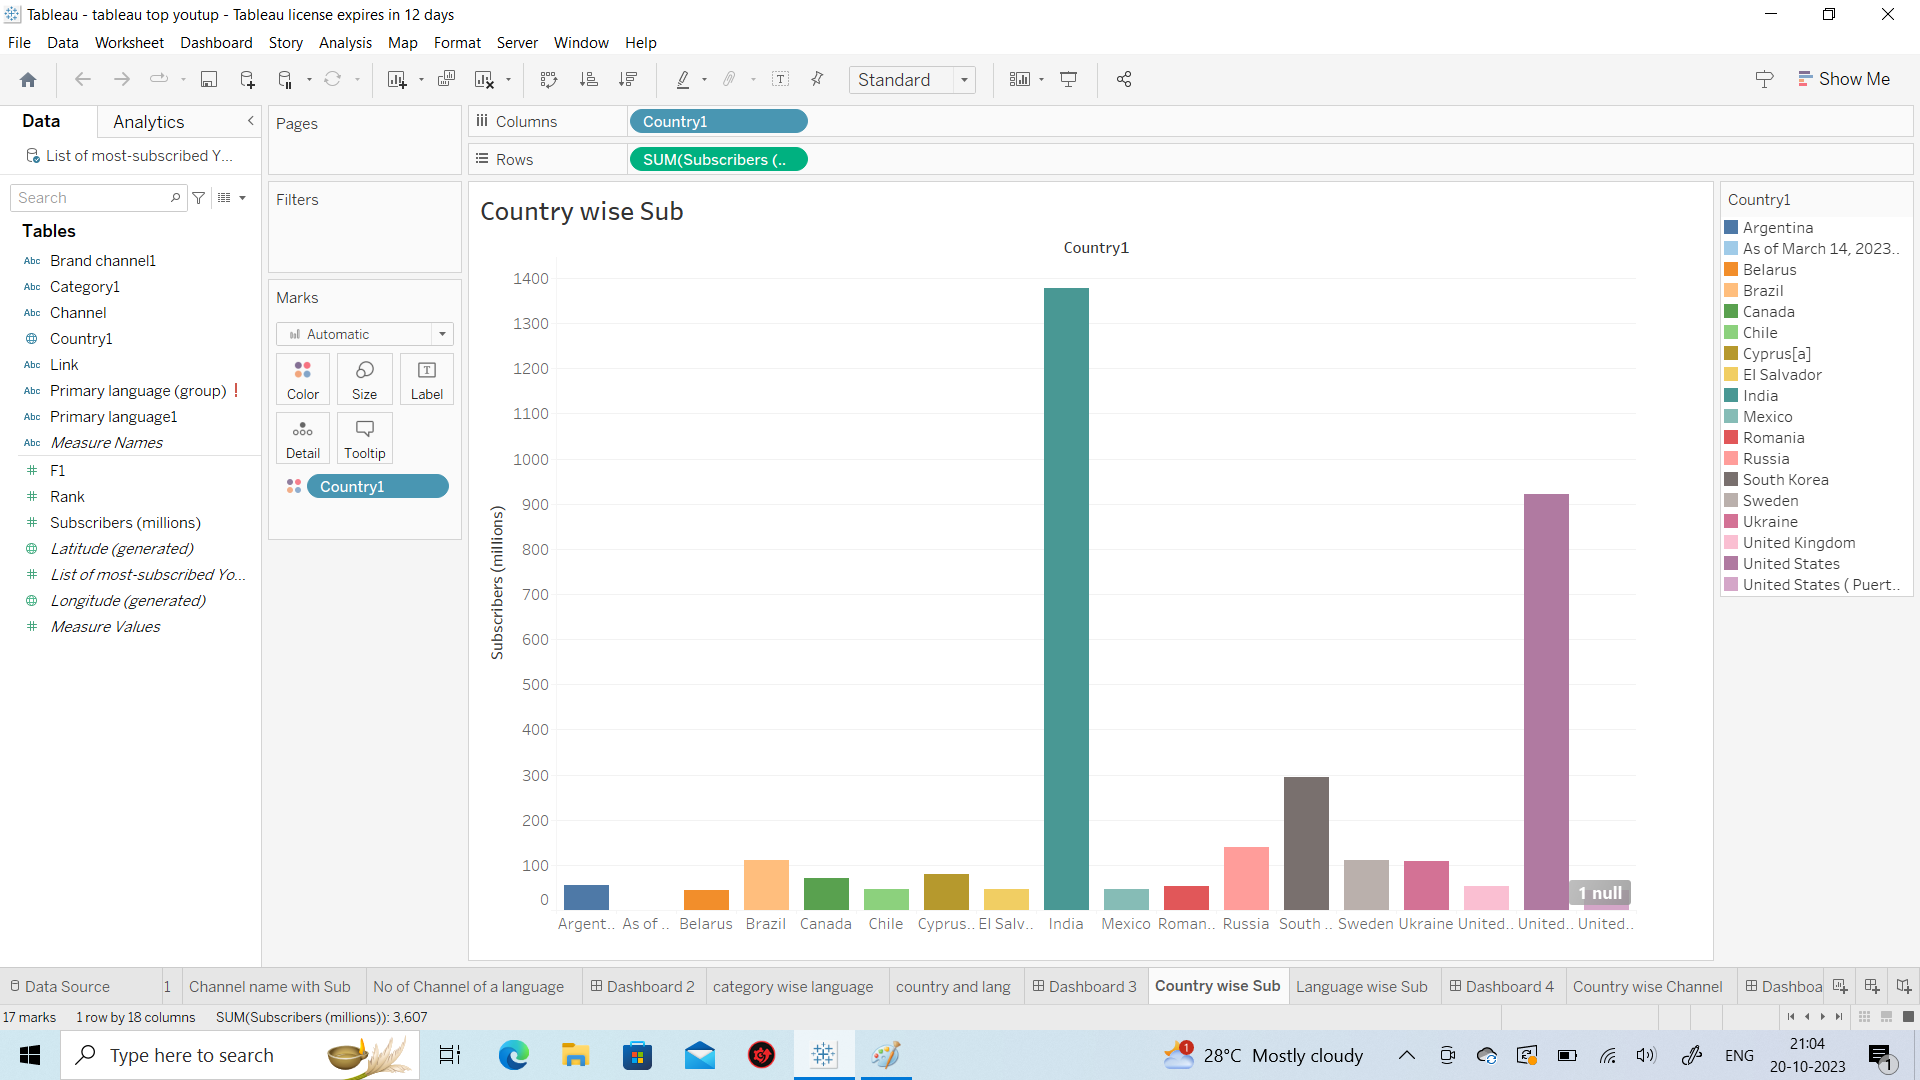 Tableau - tableau top youtup - Tableau license expires in 12 days
File Data Worksheet Dashboard Story Analysis Map Format Server Window Help
Standard
Show Me
Data
Analytics
List of most-subscribed Y...
Search
Tables
Abc Brand channel1
Abc Category1
Abc Channel
Country1
Abc Link
Abc Primary language (group) !
Abc Primary language1
Abc Measure Names
# F1
# Rank
# Subscribers (millions)
Latitude (generated)
# List of most-subscribed Yo...
Longitude (generated)
# Measure Values
Pages
Filters
Marks
Automatic
Color
Size
Label
Detail
Tooltip
Country1
Columns
Country1
Rows
SUM(Subscribers (..
Country wise Sub
Country1
Subscribers (millions)
1400
1300
1200
1100
1000
900
800
700
600
500
400
300
200
100
0
Argent.. As of .. Belarus Brazil Canada Chile Cyprus.. El Salv.. India Mexico Roman.. Russia South .. Sweden Ukraine United.. United.. United..
1 null
Country1
Argentina
As of March 14, 2023..
Belarus
Brazil
Canada
Chile
Cyprus[a]
El Salvador
India
Mexico
Romania
Russia
South Korea
Sweden
Ukraine
United Kingdom
United States
United States ( Puert..
Data Source
1
Channel name with Sub
No of Channel of a language
Dashboard 2
category wise language
country and lang
Dashboard 3
Country wise Sub
Language wise Sub
Dashboard 4
Country wise Channel
Dashboa
17 marks 1 row by 18 columns SUM(Subscribers (millions)): 3,607
Type here to search
1
28°C Mostly cloudy
ENG
21:04
20-10-2023
1